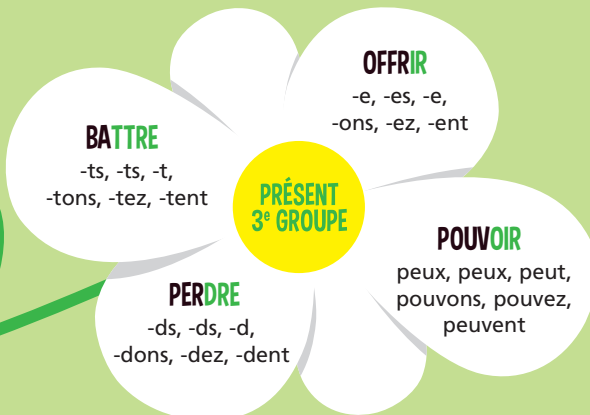 OFFRIR
-e, -es, -e,
-ons, -ez, -ent
BATTRE
-ts, -ts, -t,
-tons, -tez, -tent
PRÉSENT
3e GROUPE
POUVOIR
peux, peux, peut,
pouvons, pouvez,
peuvent
PERDRE
-ds, -ds, -d,
-dons, -dez, -dent